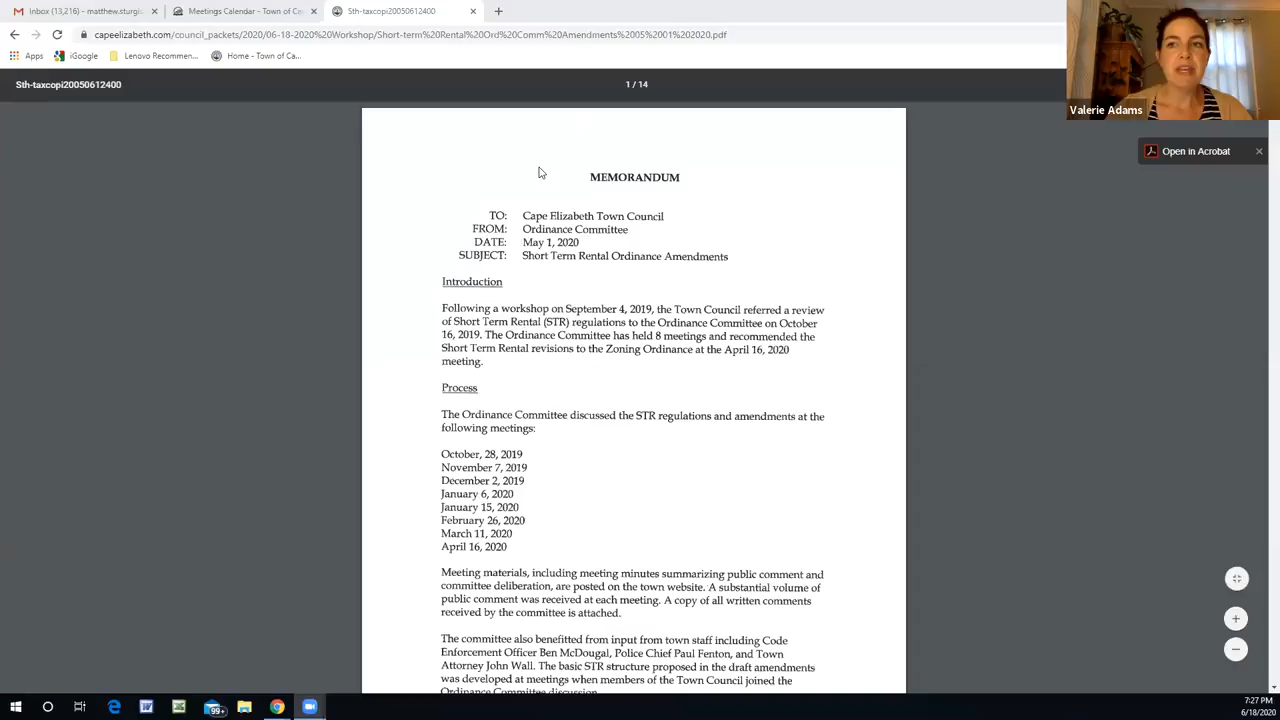 Inbox (13,216) - matthew.sturgi
Meetings Calendar - Town of Ca
Sth-taxcopi20050612400
capeelizabeth.com/council_packets/2020/06-18-2020%20Workshop/Short-term%20Rental%20Ord%20Comm%20Amendments%2005%2001%202020.pdf
Apps
iGoogle
Lenovo Recommen...
Home - Town of Ca...
Valerie Adams
Sth-taxcopi20050612400
1 / 14
Open in Acrobat
MEMORANDUM
TO: Cape Elizabeth Town Council
FROM: Ordinance Committee
DATE: May 1, 2020
SUBJECT: Short Term Rental Ordinance Amendments
Introduction
Following a workshop on September 4, 2019, the Town Council referred a review
of Short Term Rental (STR) regulations to the Ordinance Committee on October
16, 2019. The Ordinance Committee has held 8 meetings and recommended the
Short Term Rental revisions to the Zoning Ordinance at the April 16, 2020
meeting.
Process
The Ordinance Committee discussed the STR regulations and amendments at the
following meetings:
October, 28, 2019
November 7, 2019
December 2, 2019
January 6, 2020
January 15, 2020
February 26, 2020
March 11, 2020
April 16, 2020
Meeting materials, including meeting minutes summarizing public comment and
committee deliberation, are posted on the town website. A substantial volume of
public comment was received at each meeting. A copy of all written comments
received by the committee is attached.
The committee also benefitted from input from town staff including Code
Enforcement Officer Ben McDougal, Police Chief Paul Fenton, and Town
Attorney John Wall. The basic STR structure proposed in the draft amendments
was developed at meetings when members of the Town Council joined the
Ordinance Committee discussion.
99+
7:27 PM
6/18/2020